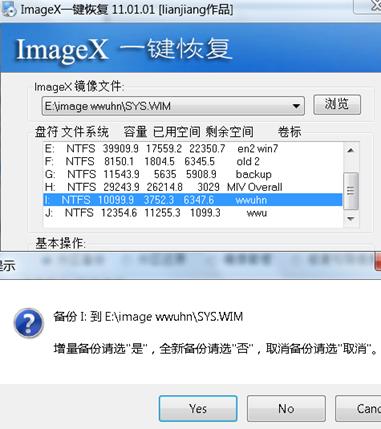 ImageX一键恢复 11.01.01 [lianjiang作品]
ImageX 一键恢复
ImageX 镜像文件:
E:\image wwuhn\SYS.WIM
浏览
盘符 文件系统 容量 已用空间 剩余空间 卷标
E: NTFS 39909.9 17559.2 22350.7 en2 win7
F: NTFS 8150.1 1804.5 6345.5 old 2
G: NTFS 11543.9 5635 5908.9 backup
H: NTFS 29243.9 26214.8 3029 MIV Overall
I: NTFS 10099.9 3752.3 6347.6 wwuhn
J: NTFS 12354.6 11255.3 1099.3 wwu
基本操作:
示
备份 I: 到 E:\image wwuhn\SYS.WIM
增量备份请选"是"，全新备份请选"否"，取消备份请选"取消"。
Yes
No
Canc